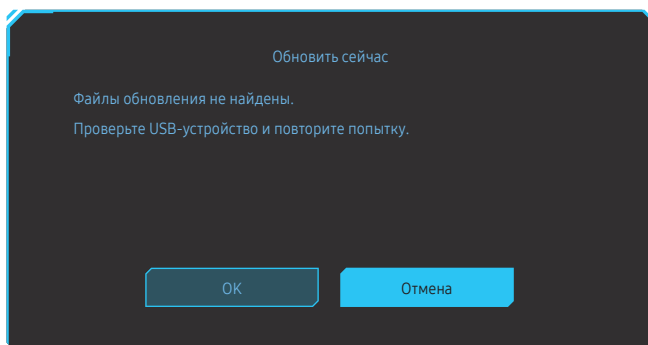 Обновить сейчас
Файлы обновления не найдены.
Проверьте USB-устройство и повторите попытку.
OK
Отмена